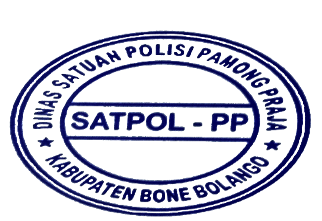 DINAS SATUAN POLISI PAMONG PRAJA
SATPOL - PP
★ KABUPATEN BONE BOLANGO ★